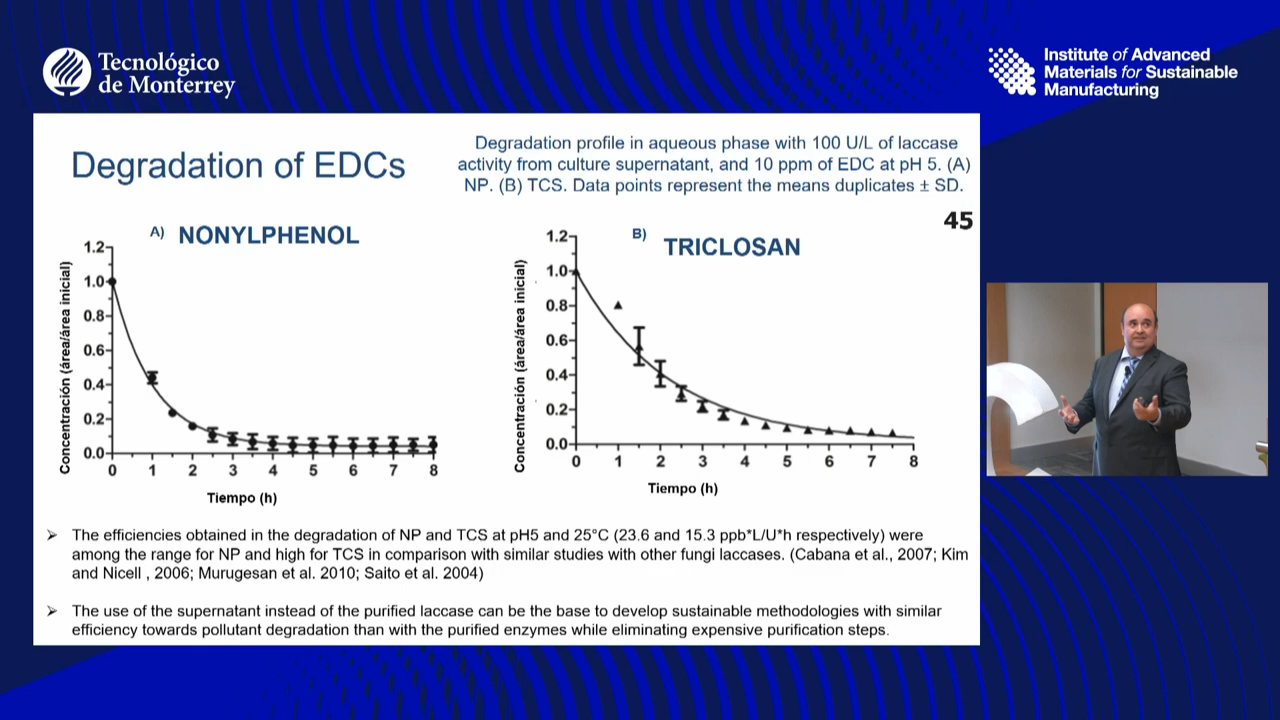 Tecnológico
de Monterrey
Institute of Advanced
Materials for Sustainable
Manufacturing
Degradation of EDCs
Degradation profile in aqueous phase with 100 U/L of laccase
activity from culture supernatant, and 10 ppm of EDC at pH 5. (A)
NP. (B) TCS. Data points represent the means duplicates ± SD.
45
A) NONYLPHENOL
Concentración (área/área inicial)
1.2
1.0
0.8
0.6
0.4
0.2
0.0
0 1 2 3 4 5 6 7 8
Tiempo (h)
B) TRICLOSAN
Concentración (área/área inicial)
1.2
1.0
0.8
0.6
0.4
0.2
0.0
0 1 2 3 4 5 6 7 8
Tiempo (h)
➢ The efficiencies obtained in the degradation of NP and TCS at pH5 and 25°C (23.6 and 15.3 ppb*L/U*h respectively) were
among the range for NP and high for TCS in comparison with similar studies with other fungi laccases. (Cabana et al., 2007; Kim
and Nicell , 2006; Murugesan et al. 2010; Saito et al. 2004)
➢ The use of the supernatant instead of the purified laccase can be the base to develop sustainable methodologies with similar
efficiency towards pollutant degradation than with the purified enzymes while eliminating expensive purification steps.